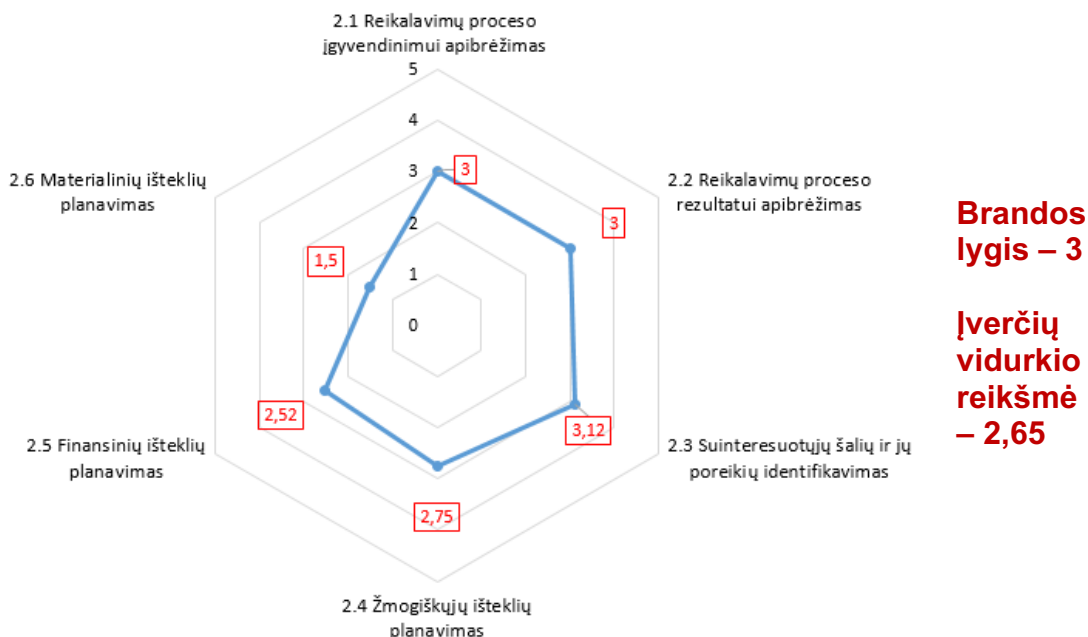 2.1 Reikalavimų proceso
įgyvendinimui apibrėžimas
5
4
3
2
1
0
3
2.2 Reikalavimų proceso
rezultatui apibrėžimas
3
2.3 Suinteresuotųjų šalių ir jų
poreikių identifikavimas
3,12
2.4 Žmogiškųjų išteklių
planavimas
2,75
2.5 Finansinių išteklių
planavimas
2,52
2.6 Materialinių išteklių
planavimas
1,5
Brandos
lygis – 3
Įverčių
vidurkio
reikšmė
– 2,65